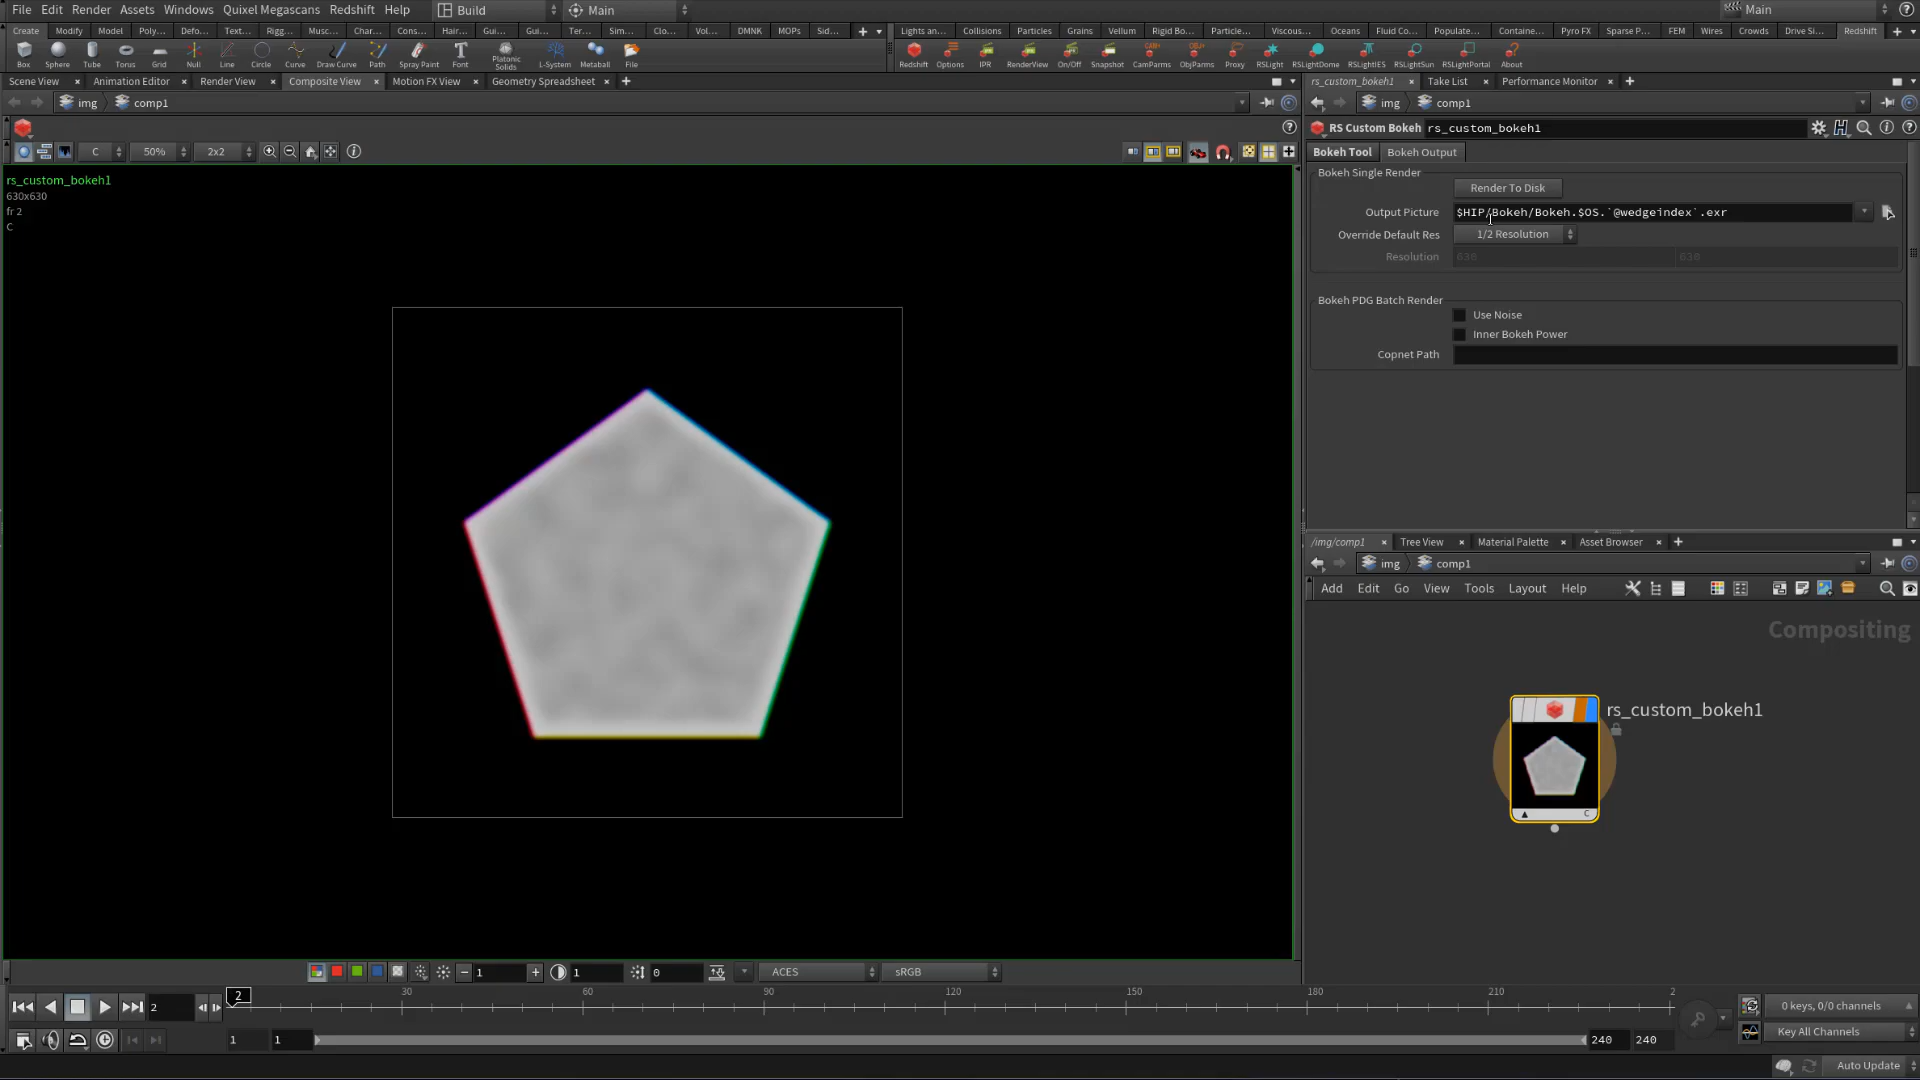 File Edit Render Assets Windows Quixel Megascans Redshift Help Build Main Main
Create Modify Model Poly... Defo... Text... Rigg... Musc... Char... Cons... Hair... Gui... Gui... Ter... Sim... Clo... Vol... DMNK MOPs Sid... Lights an... Collisions Particles Grains Vellum Rigid Bo... Particle... Viscous... Oceans Fluid Co... Populate... Containe... Pyro FX Sparse P... FEM Wires Crowds Drive Si... Redshift
Box Sphere Tube Torus Grid Null Line Circle Curve Draw Curve Path Spray Paint Font Platonic Solids L-System Metaball File Redshift Options IPR RenderView On/Off Snapshot CamParms ObjParms Proxy RSLight RSLightDome RSLightIES RSLightSun RSLightPortal About
Scene View Animation Editor Render View Composite View Motion FX View Geometry Spreadsheet rs_custom_bokeh1 Take List Performance Monitor
img comp1 img comp1
RS Custom Bokeh rs_custom_bokeh1
C 50% 2x2 Bokeh Tool Bokeh Output
rs_custom_bokeh1
630x630
fr 2
C
Bokeh Single Render
Render To Disk
Output Picture $HIP/Bokeh/Bokeh.$OS.`@wedgeindex`.exr
Override Default Res 1/2 Resolution
Resolution 630 630
Bokeh PDG Batch Render
Use Noise
Inner Bokeh Power
Copnet Path
/img/comp1 Tree View Material Palette Asset Browser
img comp1
Add Edit Go View Tools Layout Help
Compositing
rs_custom_bokeh1
C
1 1 0 ACES sRGB
2 2 30 60 90 120 150 180 210 2 0 keys, 0/0 channels
1 1 240 240 Key All Channels
Auto Update